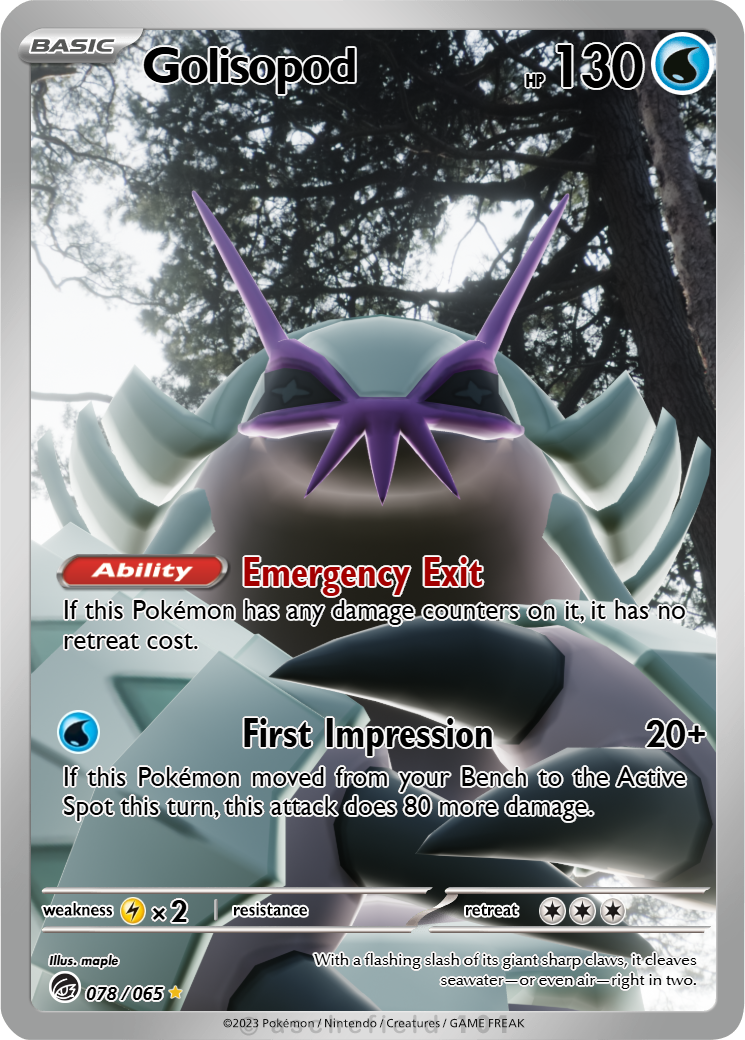 BASIC
Golisopod
HP 130
Ability Emergency Exit
If this Pokémon has any damage counters on it, it has no
retreat cost.
First Impression 20+
If this Pokémon moved from your Bench to the Active
Spot this turn, this attack does 80 more damage.
weakness ×2 resistance retreat
Illus. maple
With a flashing slash of its giant sharp claws, it cleaves
seawater—or even air—right in two.
078/065
©2023 Pokémon / Nintendo / Creatures / GAME FREAK